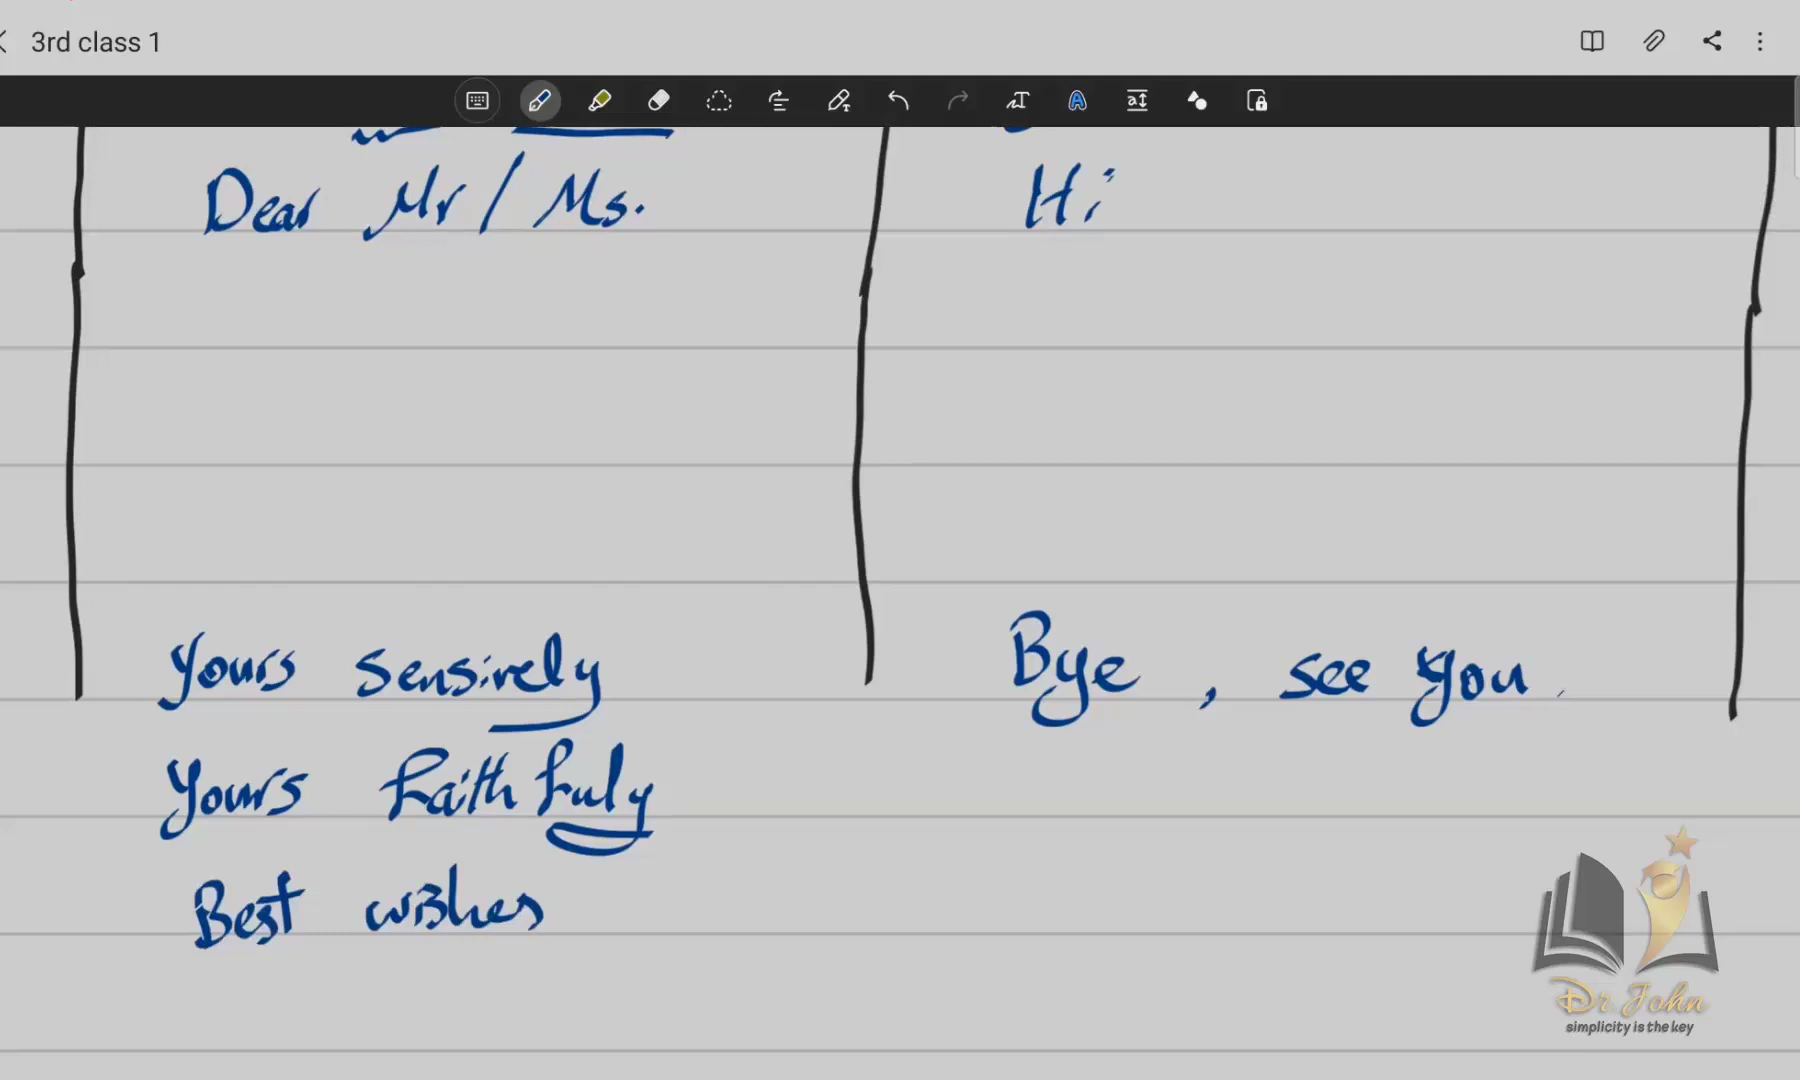 3rd class 1
Dear Mr / Ms.
Hi
Yours sensirely
Bye, see you.
Yours faithfuly
Best wishes
Dr. John
simplicity is the key